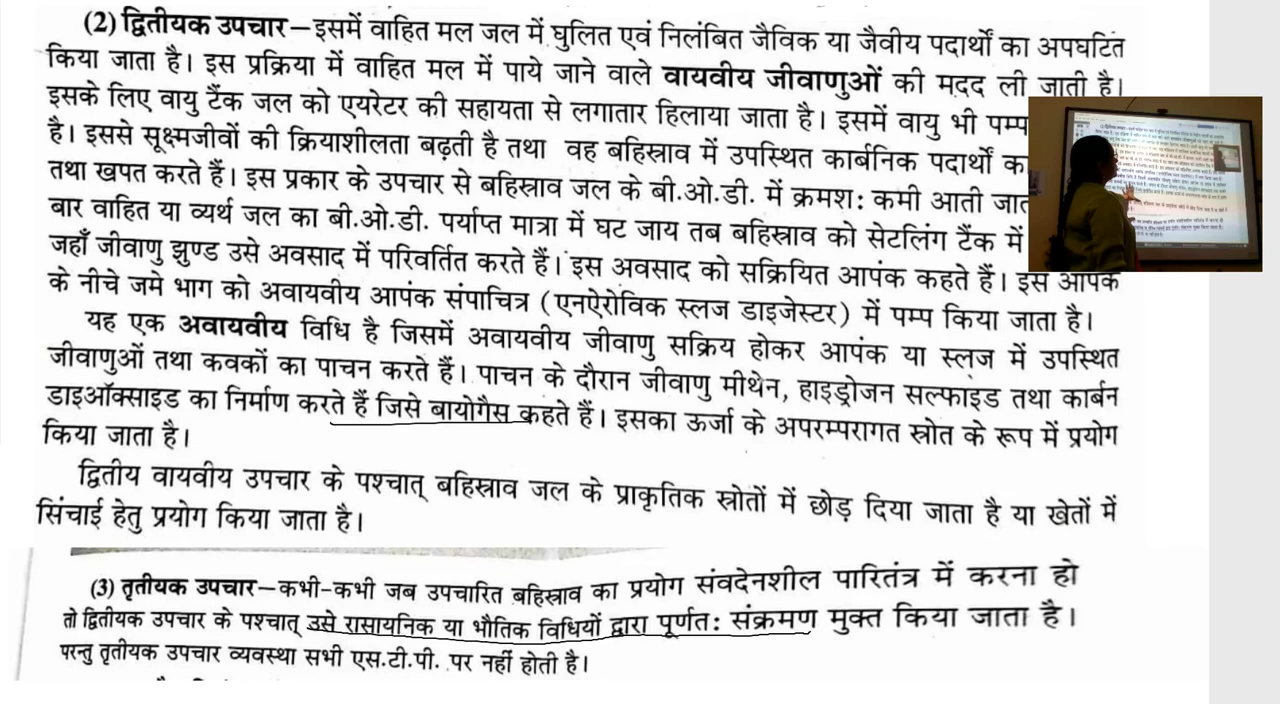 (2) द्वितीयक उपचार–इसमें वाहित मल जल में घुलित एवं निलंबित जैविक या जैवीय पदार्थों का अपघटित
किया जाता है। इस प्रक्रिया में वाहित मल में पाये जाने वाले वायवीय जीवाणुओं की मदद ली जाती है।
इसके लिए वायु टैंक जल को एयरेटर की सहायता से लगातार हिलाया जाता है। इसमें वायु भी पम्प
है। इससे सूक्ष्मजीवों की क्रियाशीलता बढ़ती है तथा वह बहिस्राव में उपस्थित कार्बनिक पदार्थों
तथा खपत करते हैं। इस प्रकार के उपचार से बहिस्राव जल के बी.ओ.डी. में क्रमशः कमी आती
बार वाहित या व्यर्थ जल का बी.ओ.डी. पर्याप्त मात्रा में घट जाय तब बहिस्राव को सेटलिंग टैंक में
जहाँ जीवाणु झुण्ड उसे अवसाद में परिवर्तित करते हैं। इस अवसाद को सक्रियित आपंक कहते हैं। इस आपंक
के नीचे जमे भाग को अवायवीय आपंक संपाचित्र (एनऐरोविक स्लज डाइजेस्टर) में पम्प किया जाता है।
यह एक अवायवीय विधि है जिसमें अवायवीय जीवाणु सक्रिय होकर आपंक या स्लज में उपस्थित
जीवाणुओं तथा कवकों का पाचन करते हैं। पाचन के दौरान जीवाणु मीथेन, हाइड्रोजन सल्फाइड तथा कार्बन
डाइऑक्साइड का निर्माण करते हैं जिसे बायोगैस कहते हैं। इसका ऊर्जा के अपरम्परागत स्रोत के रूप में प्रयोग
किया जाता है।
द्वितीय वायवीय उपचार के पश्चात् बहिस्राव जल के प्राकृतिक स्रोतों में छोड़ दिया जाता है या खेतों में
सिंचाई हेतु प्रयोग किया जाता है।
(3) तृतीयक उपचार–कभी-कभी जब उपचारित बहिस्राव का प्रयोग संवदेनशील पारितंत्र में करना हो
तो द्वितीयक उपचार के पश्चात् उसे रासायनिक या भौतिक विधियों द्वारा पूर्णतः संक्रमण मुक्त किया जाता है।
परन्तु तृतीयक उपचार व्यवस्था सभी एस.टी.पी. पर नहीं होती है।